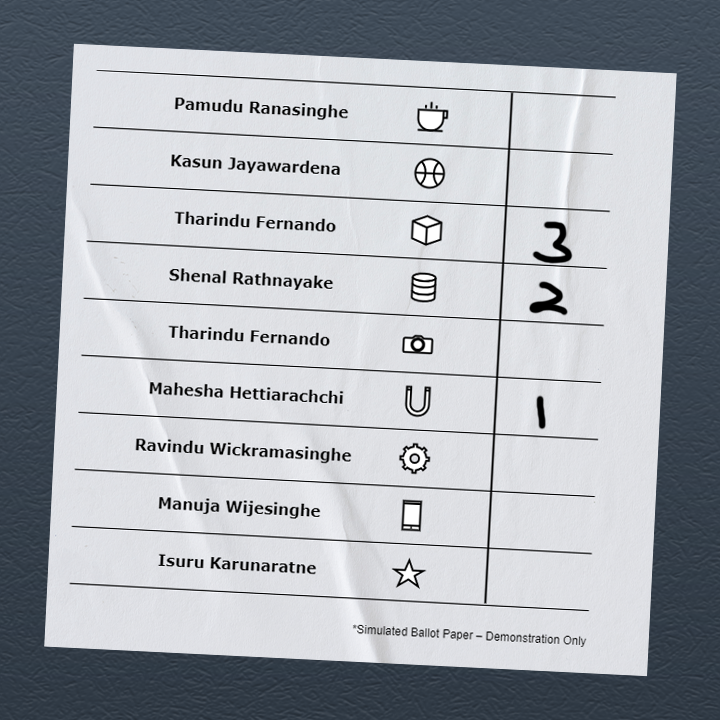 Pamudu Ranasinghe
Kasun Jayawardena
Tharindu Fernando 3
Shenal Rathnayake 2
Tharindu Fernando
Mahesha Hettiarachchi 1
Ravindu Wickramasinghe
Manuja Wijesinghe
Isuru Karunaratne
*Simulated Ballot Paper – Demonstration Only